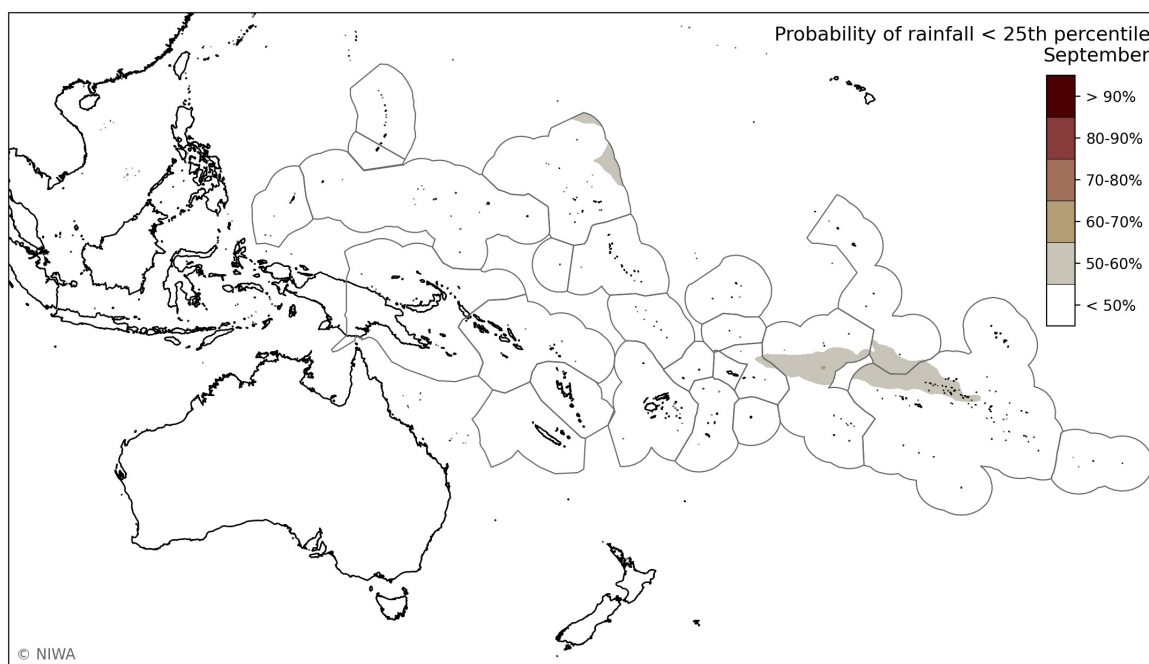 Probability of rainfall < 25th percentile
September
> 90%
80-90%
70-80%
60-70%
50-60%
< 50%
© NIWA